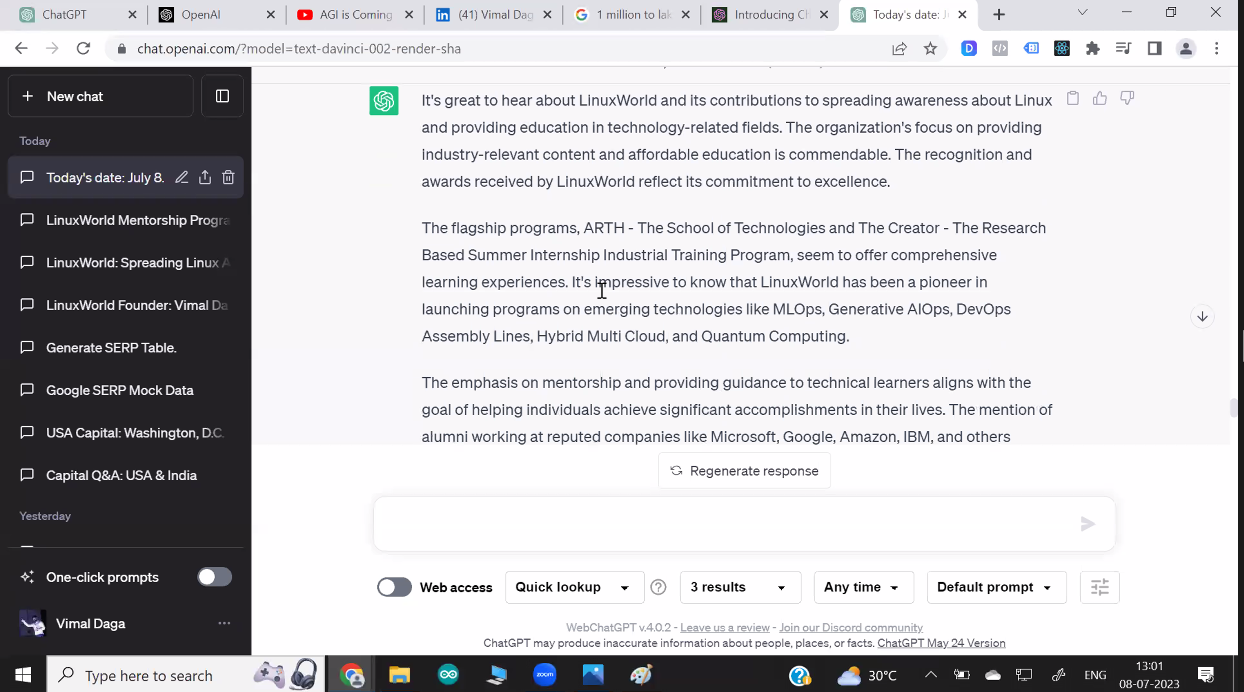 ChatGPT
OpenAI
AGI is Coming
(41) Vimal Dag
1 million to lak
Introducing Ch
Today's date: J
chat.openai.com/?model=text-davinci-002-render-sha
New chat
Today
Today's date: July 8.
LinuxWorld Mentorship Progra
LinuxWorld: Spreading Linux A
LinuxWorld Founder: Vimal Da
Generate SERP Table.
Google SERP Mock Data
USA Capital: Washington, D.C.
Capital Q&A: USA & India
Yesterday
One-click prompts
Vimal Daga
It's great to hear about LinuxWorld and its contributions to spreading awareness about Linux
and providing education in technology-related fields. The organization's focus on providing
industry-relevant content and affordable education is commendable. The recognition and
awards received by LinuxWorld reflect its commitment to excellence.
The flagship programs, ARTH - The School of Technologies and The Creator - The Research
Based Summer Internship Industrial Training Program, seem to offer comprehensive
learning experiences. It's impressive to know that LinuxWorld has been a pioneer in
launching programs on emerging technologies like MLOps, Generative AIOps, DevOps
Assembly Lines, Hybrid Multi Cloud, and Quantum Computing.
The emphasis on mentorship and providing guidance to technical learners aligns with the
goal of helping individuals achieve significant accomplishments in their lives. The mention of
alumni working at reputed companies like Microsoft, Google, Amazon, IBM, and others
Regenerate response
Web access
Quick lookup
3 results
Any time
Default prompt
WebChatGPT v.4.0.2 - Leave us a review - Join our Discord community
ChatGPT may produce inaccurate information about people, places, or facts. ChatGPT May 24 Version
Type here to search
zoom
30°C
ENG
13:01
08-07-2023